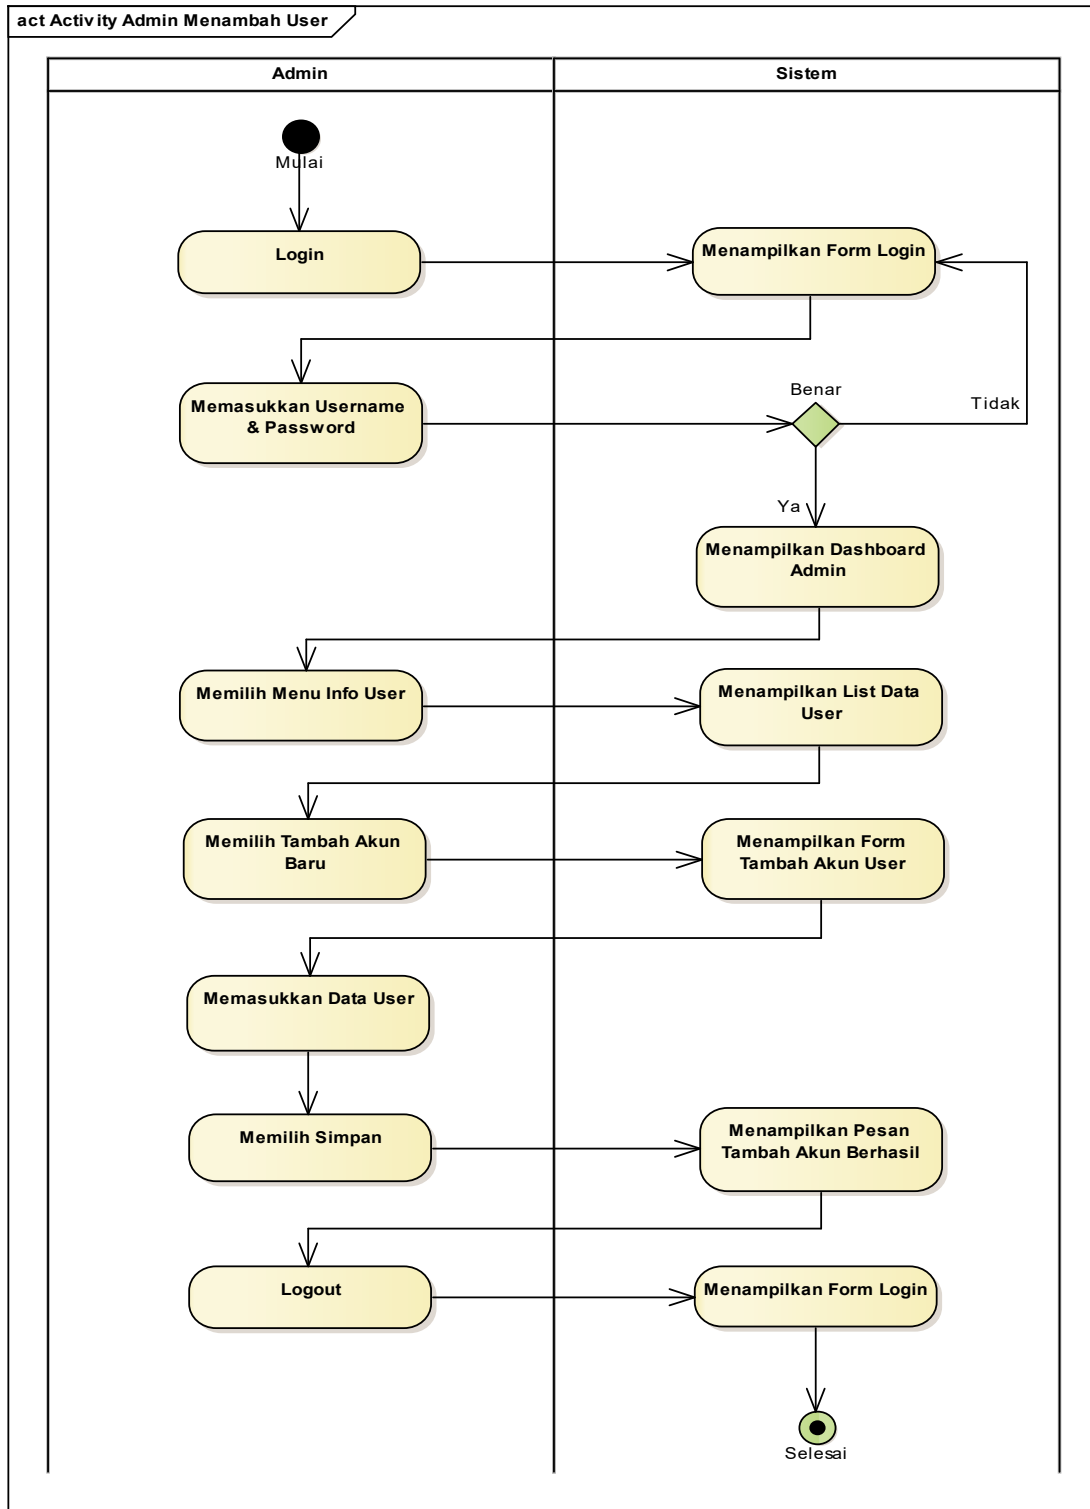 act Activity Admin Menambah User
Admin
Sistem
Mulai
Login
Menampilkan Form Login
Memasukkan Username
& Password
Benar
Tidak
Ya
Menampilkan Dashboard
Admin
Memilih Menu Info User
Menampilkan List Data
User
Memilih Tambah Akun
Baru
Menampilkan Form
Tambah Akun User
Memasukkan Data User
Memilih Simpan
Menampilkan Pesan
Tambah Akun Berhasil
Logout
Menampilkan Form Login
Selesai